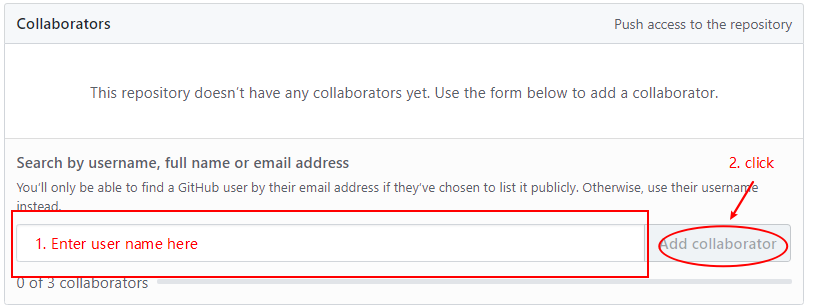 Collaborators
Push access to the repository
This repository doesn't have any collaborators yet. Use the form below to add a collaborator.
Search by username, full name or email address
2. click
You'll only be able to find a GitHub user by their email address if they've chosen to list it publicly. Otherwise, use their username
instead.
1. Enter user name here
Add collaborator
0 of 3 collaborators